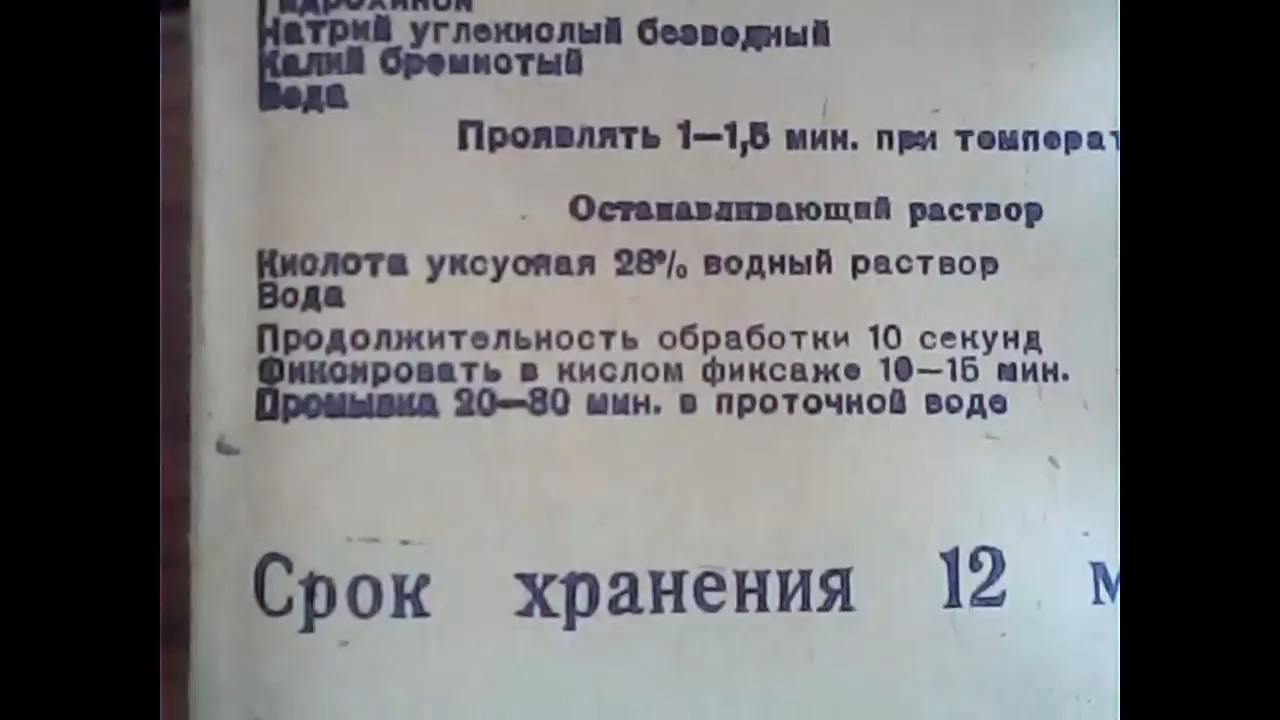 Гидрохинон
Натрий углекислый безводный
Калий бромистый
Вода
Проявлять 1—1,5 мин. при температ
Останавливающий раствор
Кислота уксусная 28% водный раствор
Вода
Продолжительность обработки 10 секунд
Фиксировать в кислом фиксаже 10—15 мин.
Промывка 20—30 мин. в проточной воде
Срок хранения 12 м